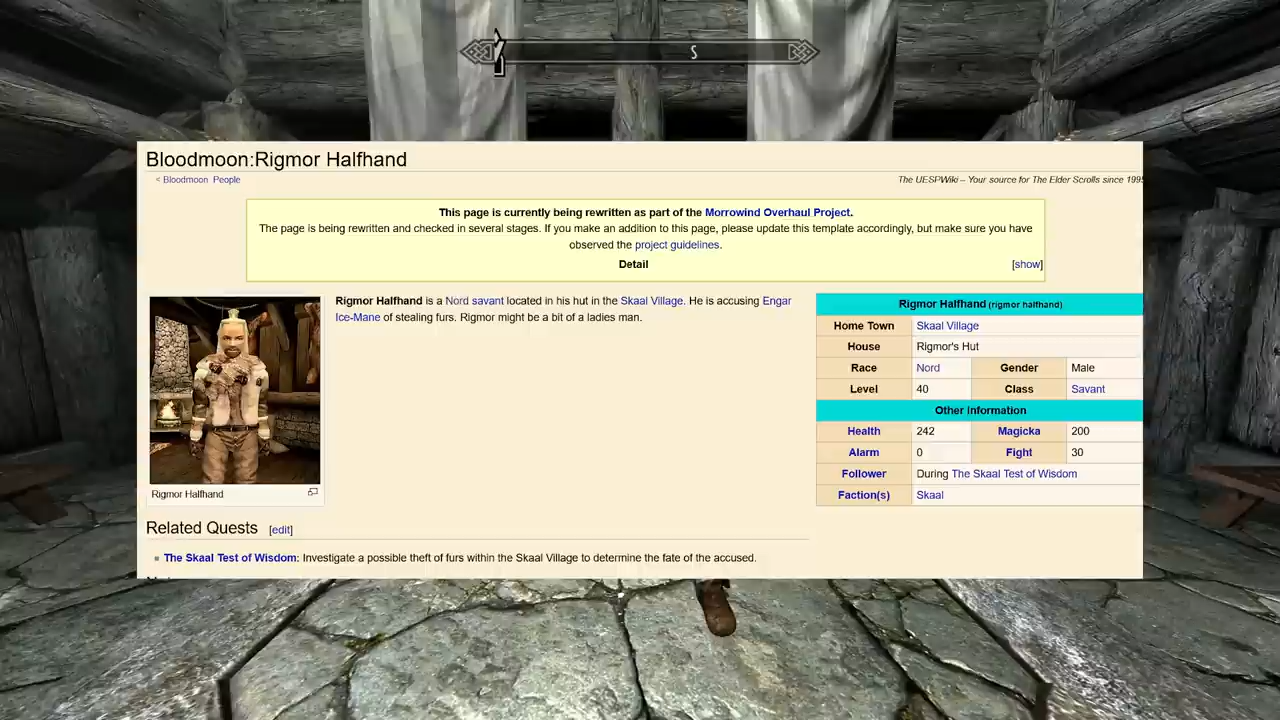 S
Bloodmoon:Rigmor Halfhand
< Bloodmoon People
The UESPWiki – Your source for The Elder Scrolls since 1995
This page is currently being rewritten as part of the Morrowind Overhaul Project.
The page is being rewritten and checked in several stages. If you make an addition to this page, please update this template accordingly, but make sure you have
observed the project guidelines.
Detail [show]
Rigmor Halfhand is a Nord savant located in his hut in the Skaal Village. He is accusing Engar
Ice-Mane of stealing furs. Rigmor might be a bit of a ladies man.
Rigmor Halfhand
Rigmor Halfhand (rigmor halfhand)
Home Town Skaal Village
House Rigmor's Hut
Race Nord Gender Male
Level 40 Class Savant
Other Information
Health 242 Magicka 200
Alarm 0 Fight 30
Follower During The Skaal Test of Wisdom
Faction(s) Skaal
Related Quests [edit]
The Skaal Test of Wisdom: Investigate a possible theft of furs within the Skaal Village to determine the fate of the accused.